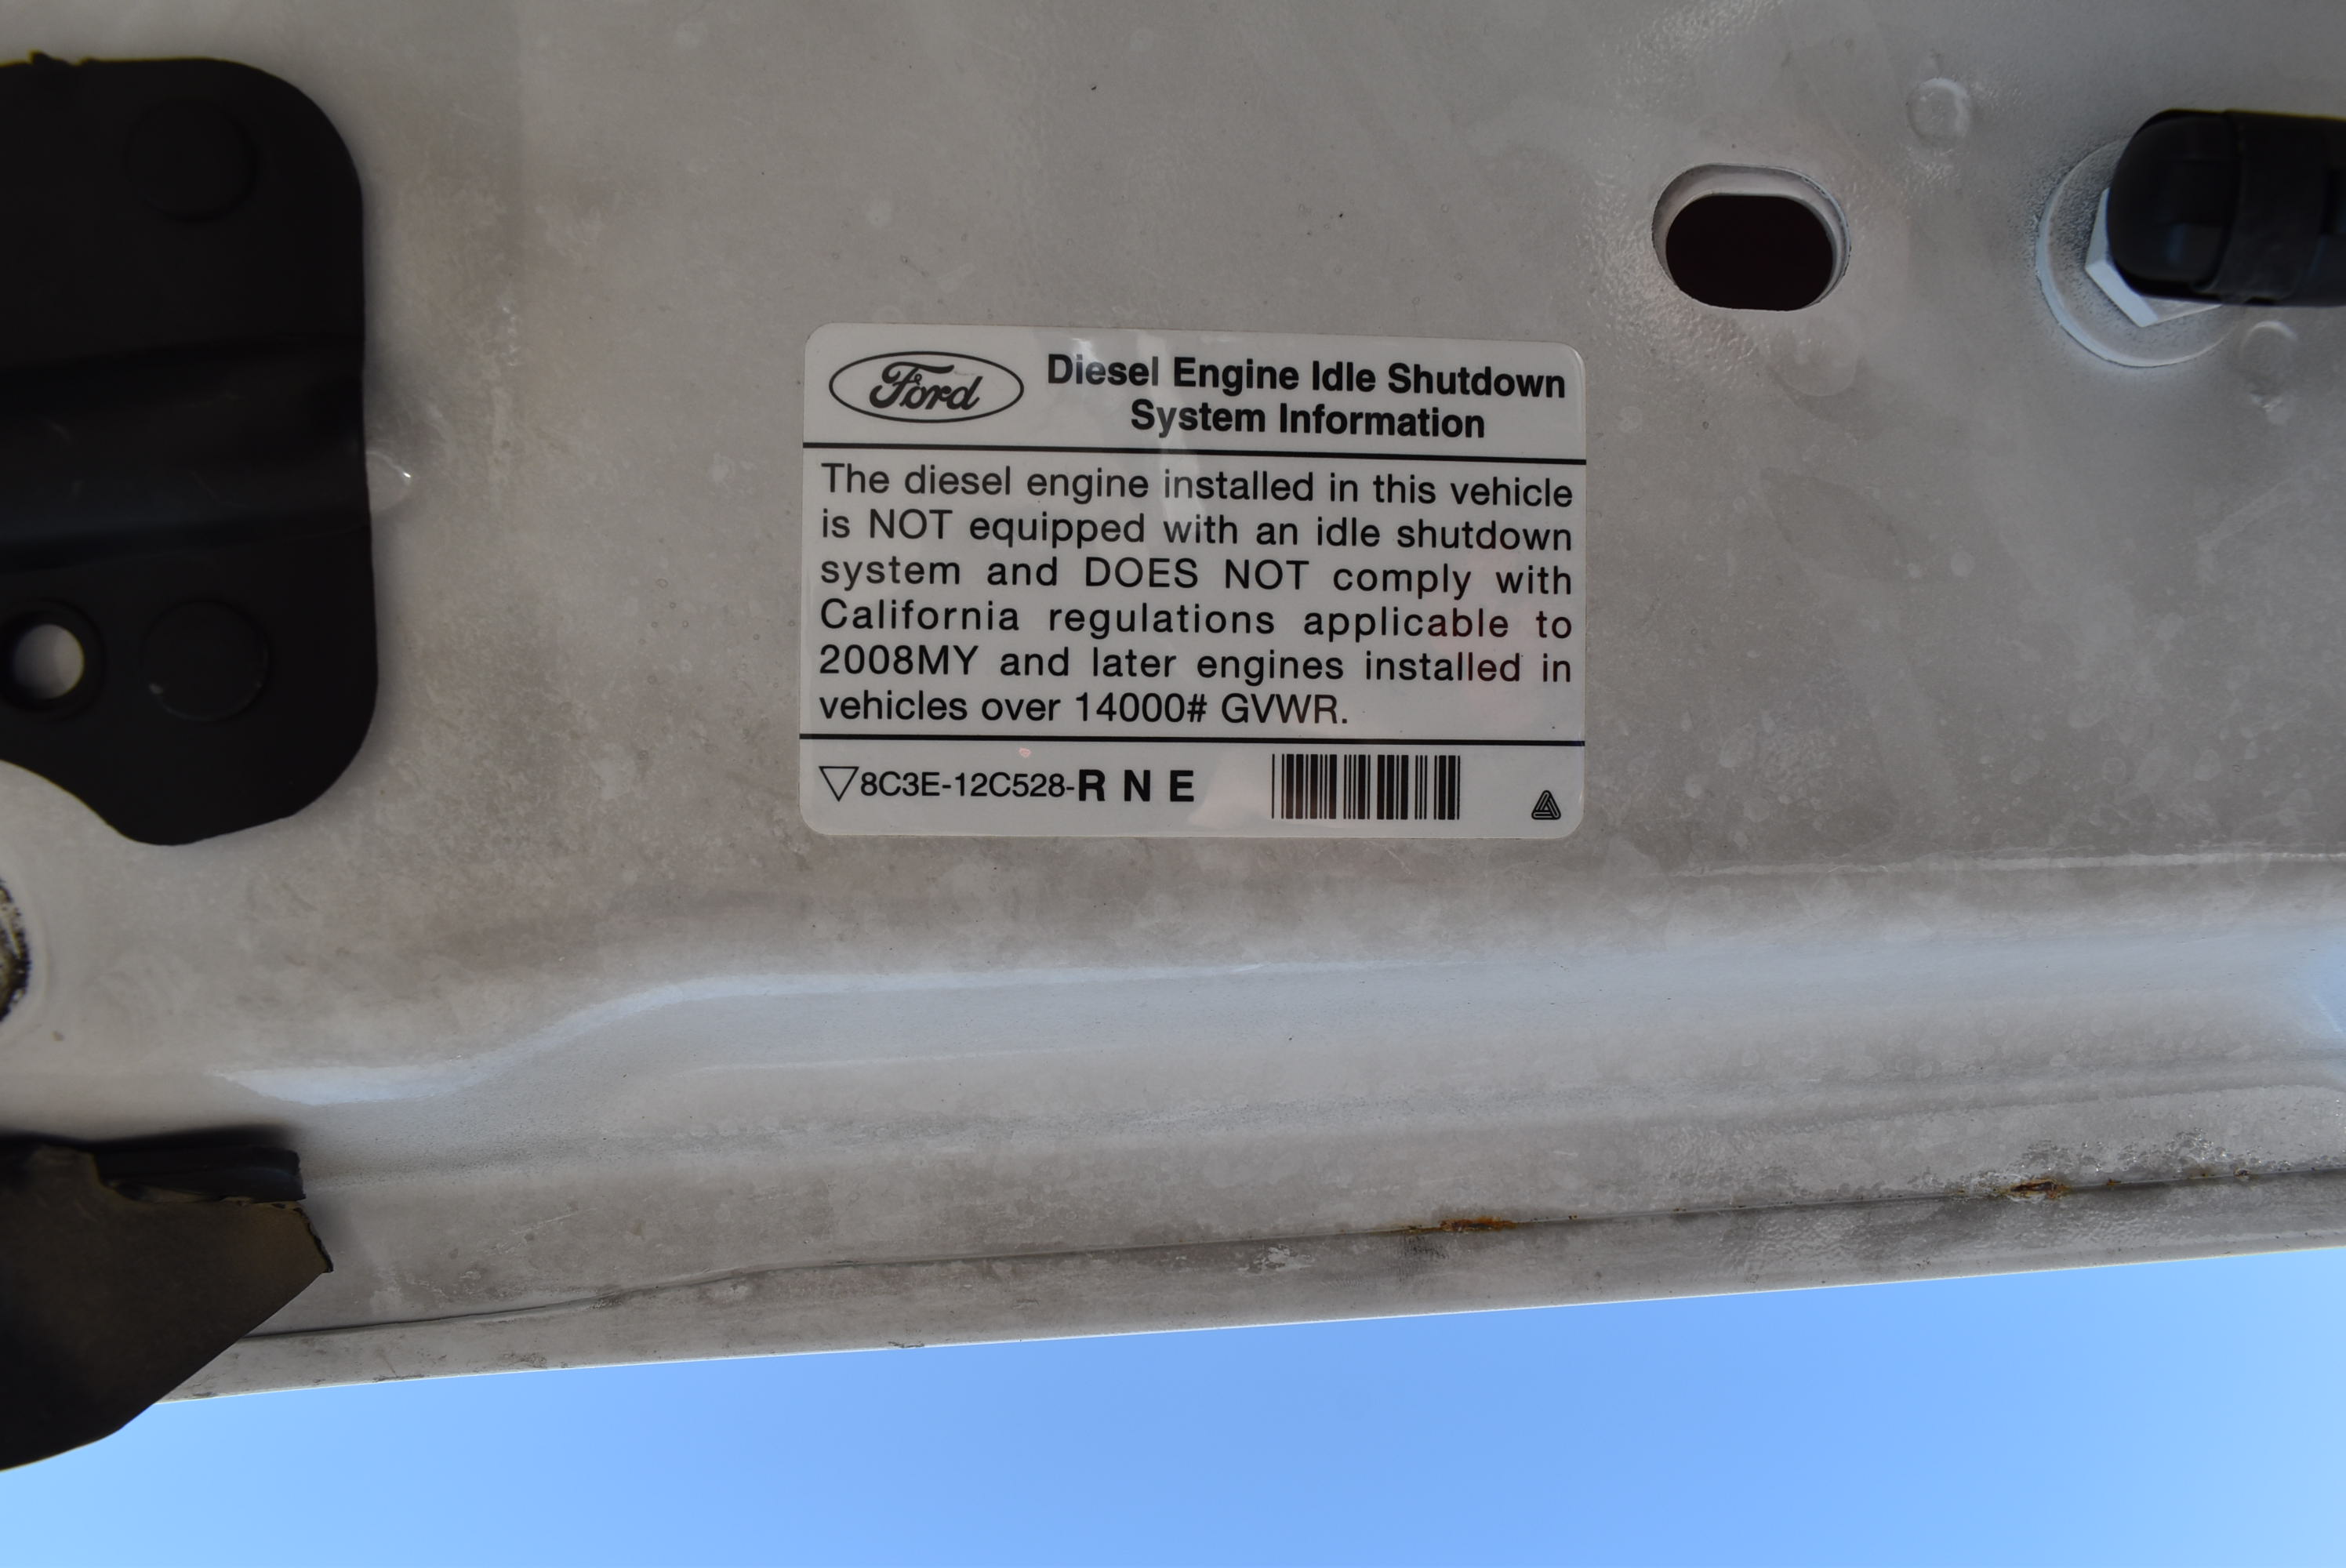 Ford
Diesel Engine Idle Shutdown
System Information
The diesel engine installed in this vehicle
is NOT equipped with an idle shutdown
system and DOES NOT comply with
California regulations applicable to
2008MY and later engines installed in
vehicles over 14000# GVWR.
▽8C3E-12C528-R N E